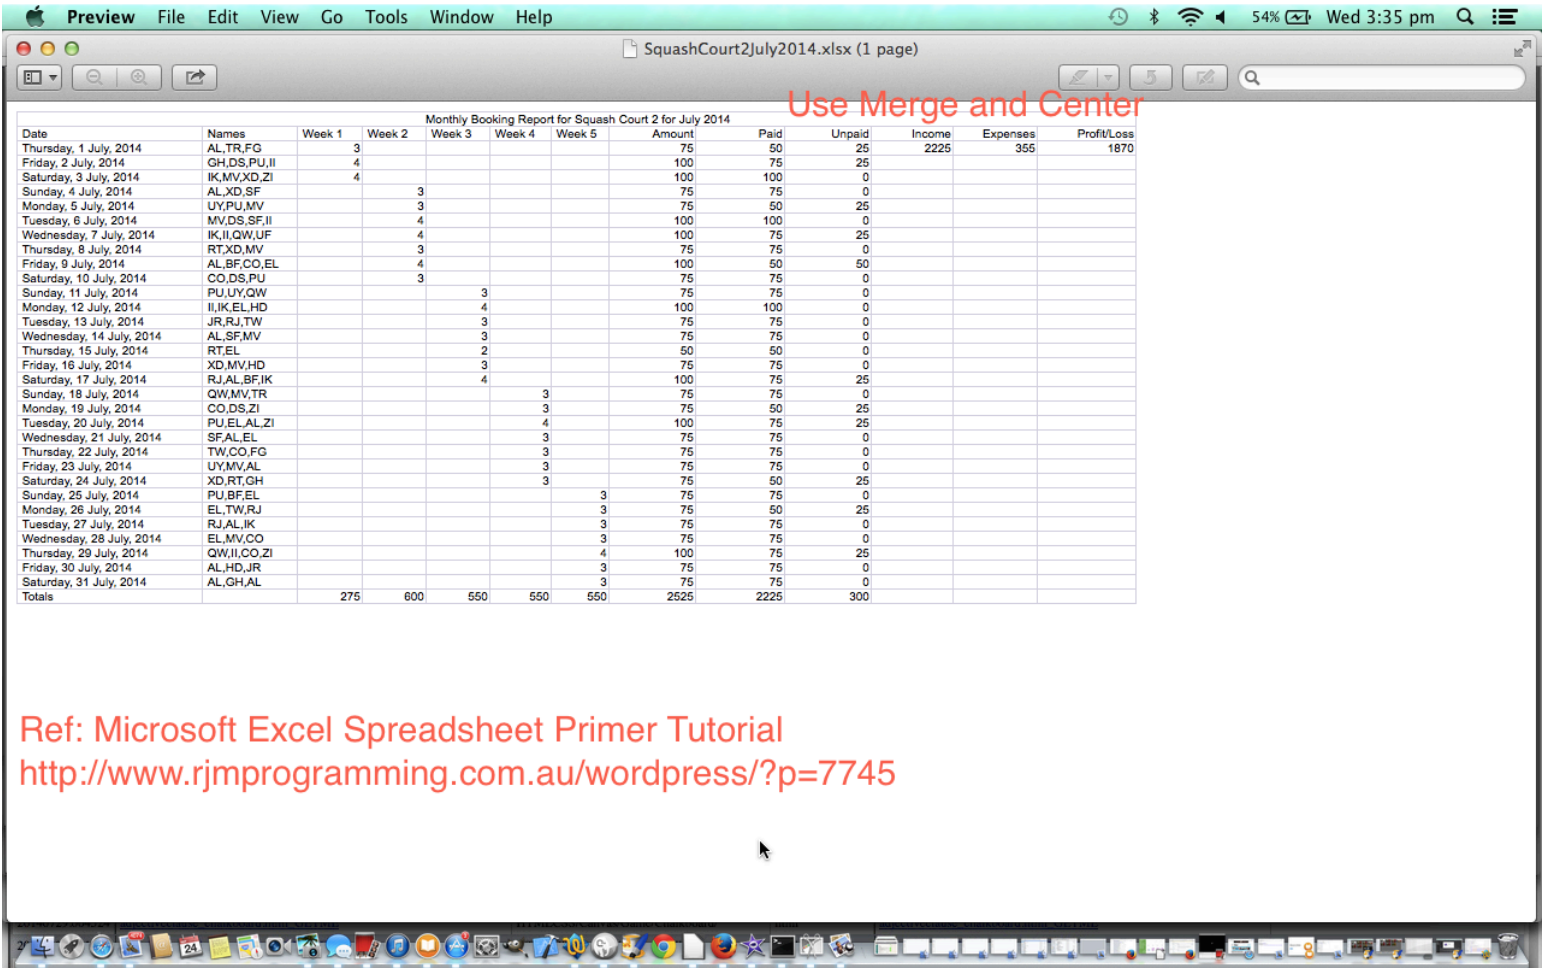 Preview File Edit View Go Tools Window Help 54% Wed 3:35 pm
SquashCourt2July2014.xlsx (1 page)
Use Merge and Center
Monthly Booking Report for Squash Court 2 for July 2014
Date Names Week 1 Week 2 Week 3 Week 4 Week 5 Amount Paid Unpaid Income Expenses Profit/Loss
Thursday, 1 July, 2014 AL,TR,FG 3 75 50 25 2225 355 1870
Friday, 2 July, 2014 GH,DS,PU,II 4 100 75 25
Saturday, 3 July, 2014 IK,MV,XD,ZI 4 100 100 0
Sunday, 4 July, 2014 AL,XD,SF 3 75 75 0
Monday, 5 July, 2014 UY,PU,MV 3 75 50 25
Tuesday, 6 July, 2014 MV,DS,SF,II 4 100 100 0
Wednesday, 7 July, 2014 IK,II,QW,UF 4 100 75 25
Thursday, 8 July, 2014 RT,XD,MV 3 75 75 0
Friday, 9 July, 2014 AL,BF,CO,EL 4 100 50 50
Saturday, 10 July, 2014 CO,DS,PU 3 75 75 0
Sunday, 11 July, 2014 PU,UY,QW 3 75 75 0
Monday, 12 July, 2014 II,IK,EL,HD 4 100 100 0
Tuesday, 13 July, 2014 JR,RJ,TW 3 75 75 0
Wednesday, 14 July, 2014 AL,SF,MV 3 75 75 0
Thursday, 15 July, 2014 RT,EL 2 50 50 0
Friday, 16 July, 2014 XD,MV,HD 3 75 75 0
Saturday, 17 July, 2014 RJ,AL,BF,IK 4 100 75 25
Sunday, 18 July, 2014 QW,MV,TR 3 75 75 0
Monday, 19 July, 2014 CO,DS,ZI 3 75 50 25
Tuesday, 20 July, 2014 PU,EL,AL,ZI 4 100 75 25
Wednesday, 21 July, 2014 SF,AL,EL 3 75 75 0
Thursday, 22 July, 2014 TW,CO,FG 3 75 75 0
Friday, 23 July, 2014 UY,MV,AL 3 75 75 0
Saturday, 24 July, 2014 XD,RT,GH 3 75 50 25
Sunday, 25 July, 2014 PU,BF,EL 3 75 75 0
Monday, 26 July, 2014 EL,TW,RJ 3 75 50 25
Tuesday, 27 July, 2014 RJ,AL,IK 3 75 75 0
Wednesday, 28 July, 2014 EL,MV,CO 3 75 75 0
Thursday, 29 July, 2014 QW,II,CO,ZI 4 100 75 25
Friday, 30 July, 2014 AL,HD,JR 3 75 75 0
Saturday, 31 July, 2014 AL,GH,AL 3 75 75 0
Totals 275 600 550 550 550 2525 2225 300
Ref: Microsoft Excel Spreadsheet Primer Tutorial
http://www.rjmprogramming.com.au/wordpress/?p=7745